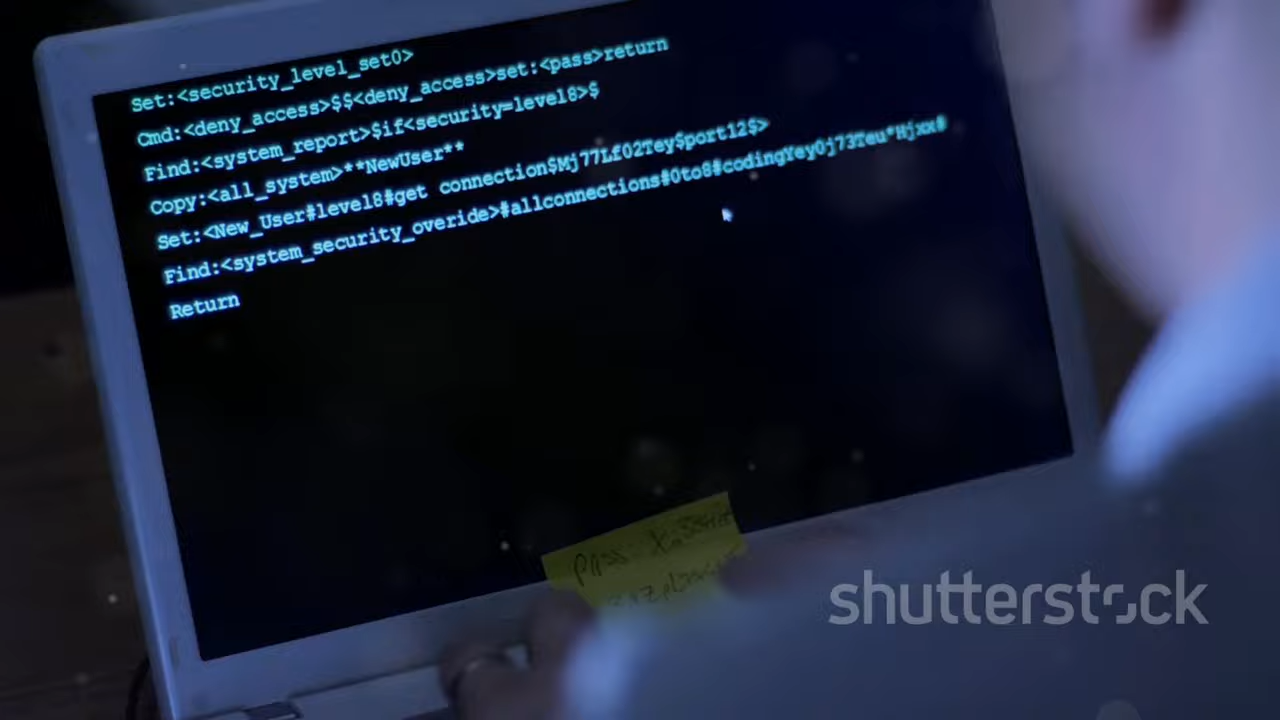 Set:<security_level_set0>
Cmd:<deny_access>$$<deny_access>set:<pass>return
Find:<system_report>$if<security=level8>$
Copy:<all_system>**NewUser**
Set:<New_User#level8#get connection$Mj77Lf02Tey$port12$>
Find:<system_security_overide>#allconnections#0to8#codingYey0j73Teu*Hjxx#
Return
pass:
shutterstock